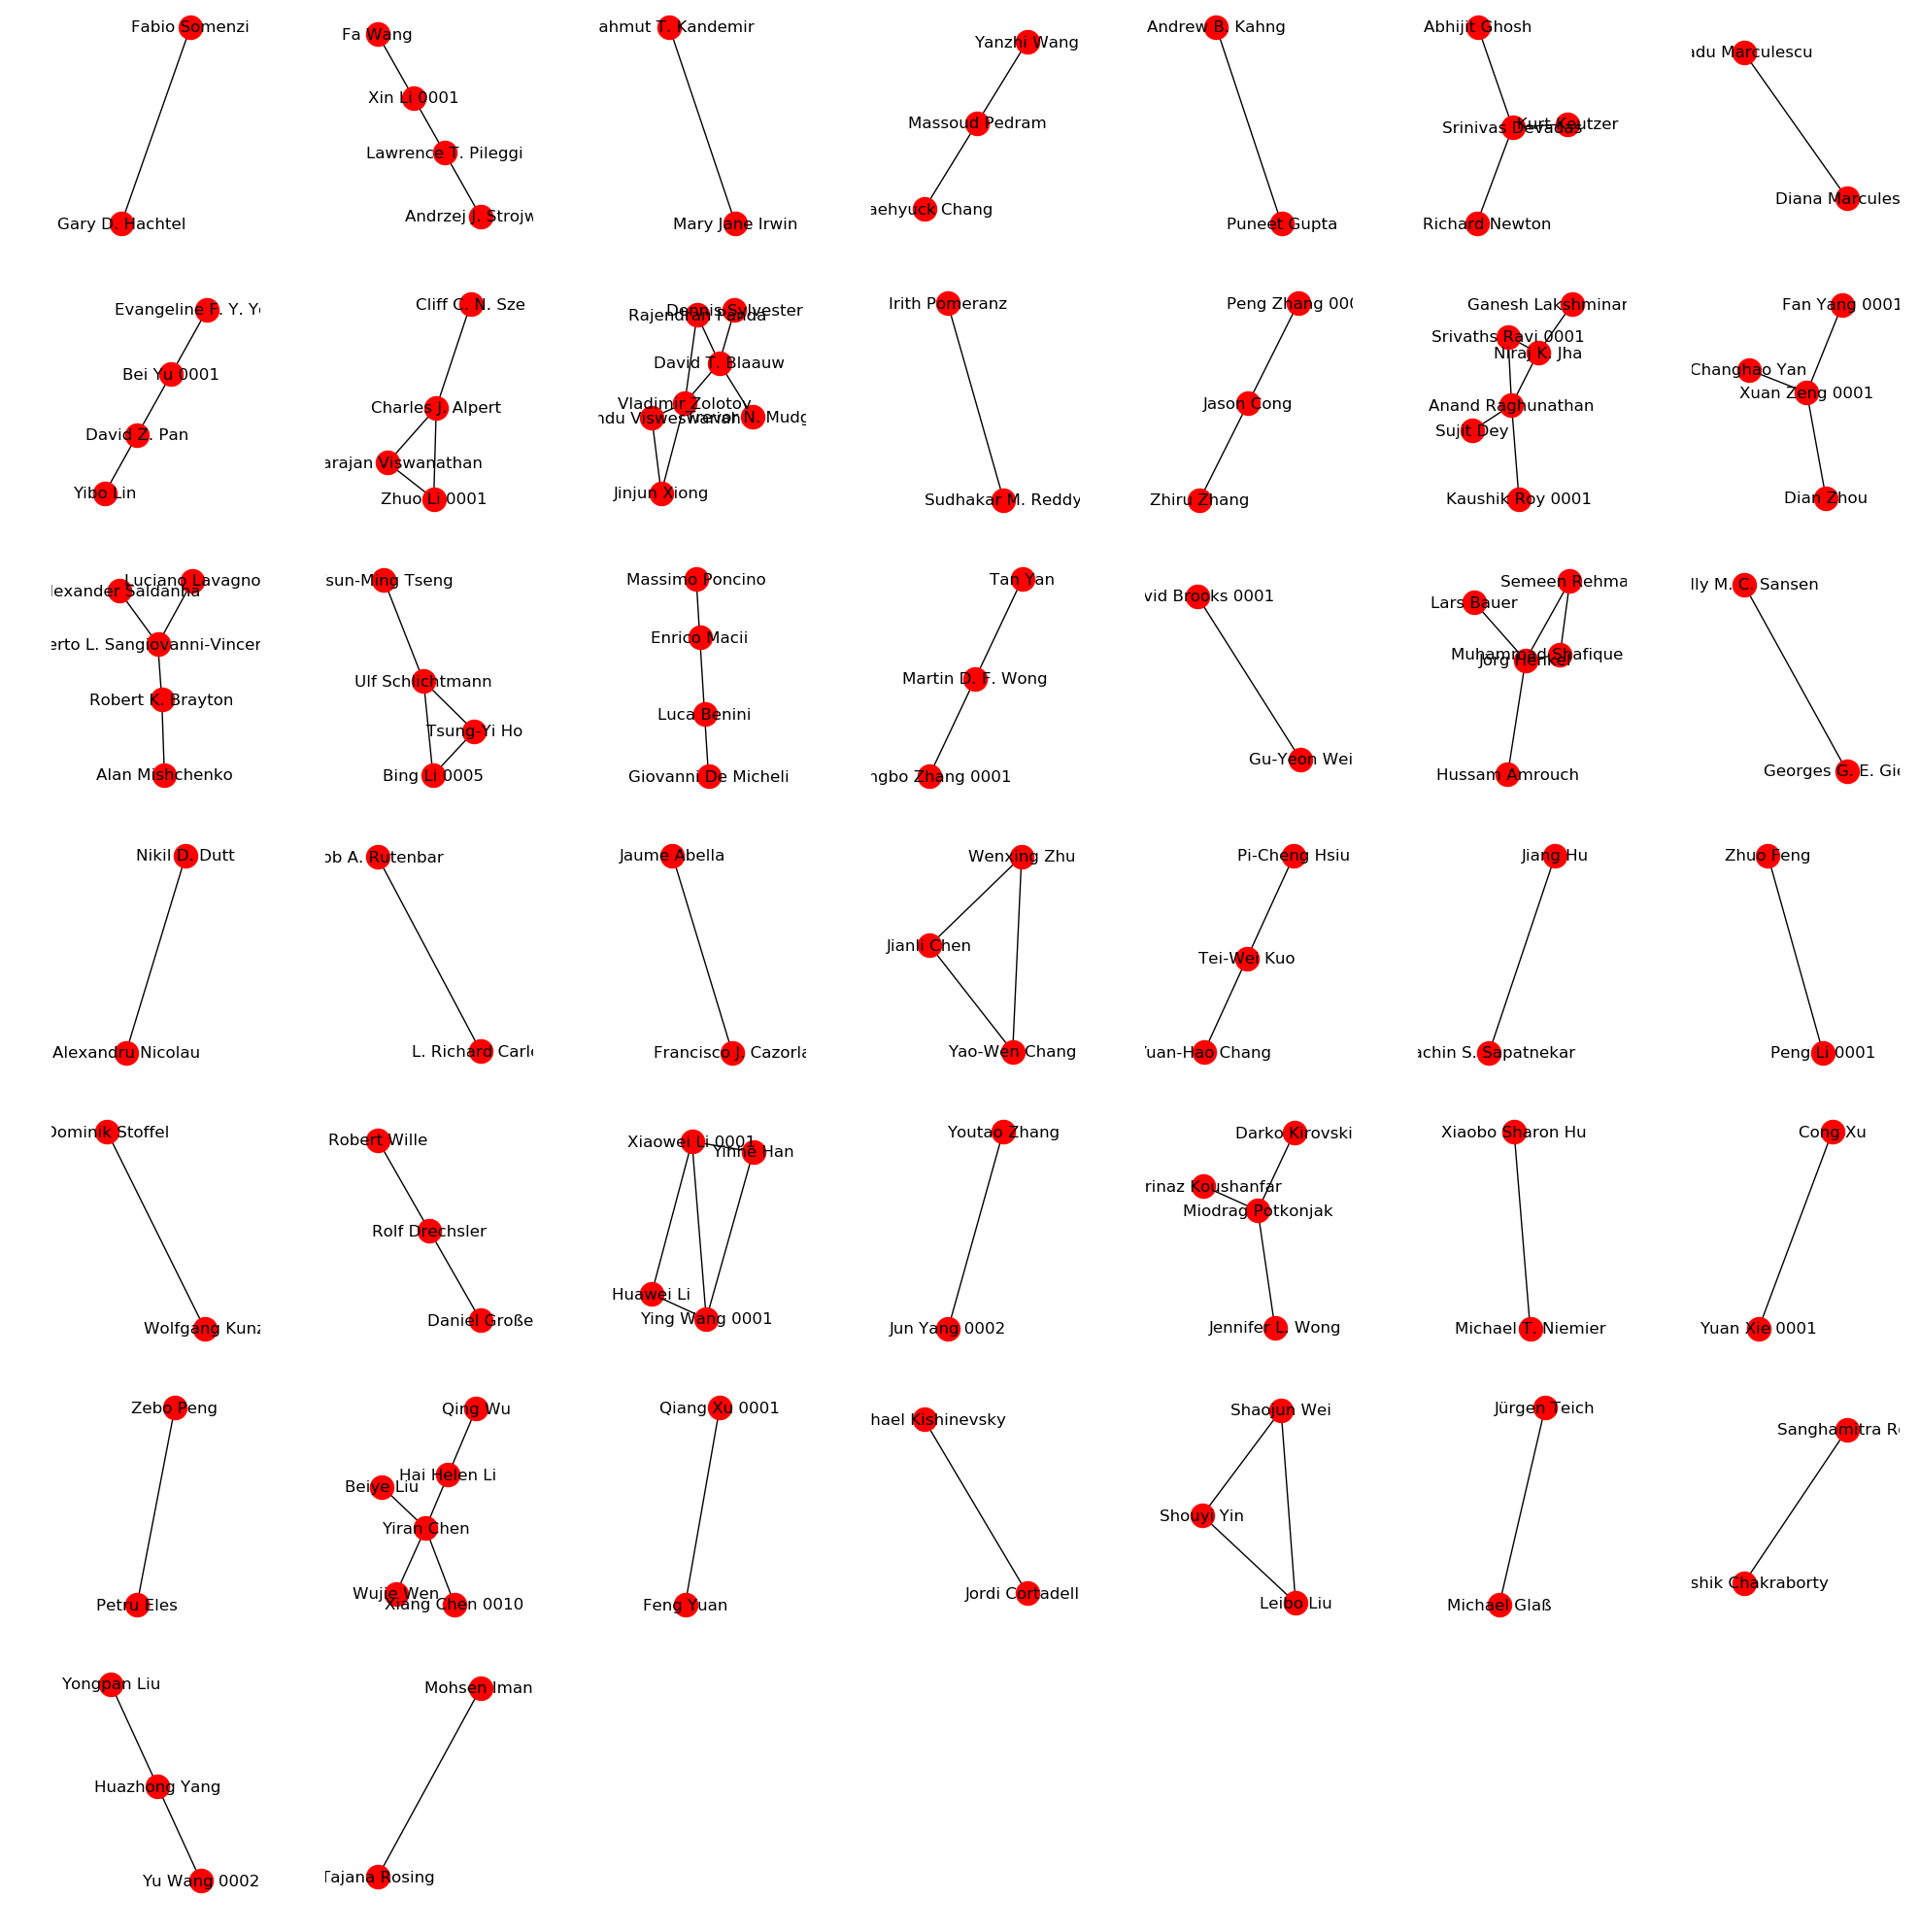 Fabio Somenzi
Gary D. Hachtel
Fa Wang
Xin Li 0001
Lawrence T. Pileggi
Andrzej J. Strojw
ahmut T. Kandemir
Mary Jane Irwin
Yanzhi Wang
Massoud Pedram
aehyuck Chang
Andrew B. Kahng
Puneet Gupta
Abhijit Ghosh
Kurt Keutzer
Srinivas Devadas
Richard Newton
adu Marculescu
Diana Marcules
Evangeline F. Y. Y
Bei Yu 0001
David Z. Pan
Yibo Lin
Cliff C. N. Sze
Charles J. Alpert
arajan Viswanathan
Zhuo Li 0001
Dennis Sylvester
Rajendran Panda
David T. Blaauw
Vladimir Zolotov
ndu Visweswariah
Trevor N. Mudg
Jinjun Xiong
Irith Pomeranz
Sudhakar M. Reddy
Peng Zhang 000
Jason Cong
Zhiru Zhang
Ganesh Lakshminar
Srivaths Ravi 0001
Niraj K. Jha
Anand Raghunathan
Sujit Dey
Kaushik Roy 0001
Fan Yang 0001
Changhao Yan
Xuan Zeng 0001
Dian Zhou
Luciano Lavagno
lexander Saldanha
erto L. Sangiovanni-Vincer
Robert K. Brayton
Alan Mishchenko
sun-Ming Tseng
Ulf Schlichtmann
Tsung-Yi Ho
Bing Li 0005
Massimo Poncino
Enrico Macii
Luca Benini
Giovanni De Micheli
Tan Yan
Martin D. F. Wong
ngbo Zhang 0001
vid Brooks 0001
Gu-Yeon Wei
Semeen Rehma
Lars Bauer
Muhammad Shafique
Jörg Henkel
Hussam Amrouch
lly M. C. Sansen
Georges G. E. Gie
Nikil D. Dutt
Alexandru Nicolau
ob A. Rutenbar
L. Richard Carle
Jaume Abella
Francisco J. Cazorla
Wenxing Zhu
Jianli Chen
Yao-Wen Chang
Pi-Cheng Hsiu
Tei-Wei Kuo
Yuan-Hao Chang
Jiang Hu
achin S. Sapatnekar
Zhuo Feng
Peng Li 0001
Dominik Stoffel
Wolfgang Kunz
Robert Wille
Rolf Drechsler
Daniel Große
Xiaowei Li 0001
Yinhe Han
Huawei Li
Ying Wang 0001
Youtao Zhang
Jun Yang 0002
Darko Kirovski
rinaz Koushanfar
Miodrag Potkonjak
Jennifer L. Wong
Xiaobo Sharon Hu
Michael T. Niemier
Cong Xu
Yuan Xie 0001
Zebo Peng
Petru Eles
Qing Wu
Hai Helen Li
Beiye Liu
Yiran Chen
Wujie Wen
Xiang Chen 0010
Qiang Xu 0001
Feng Yuan
hael Kishinevsky
Jordi Cortadell
Shaojun Wei
Shouyi Yin
Leibo Liu
Jürgen Teich
Michael Glaß
Sanghamitra Ro
shik Chakraborty
Yongpan Liu
Huazhong Yang
Yu Wang 0002
Mohsen Iman
Tajana Rosing